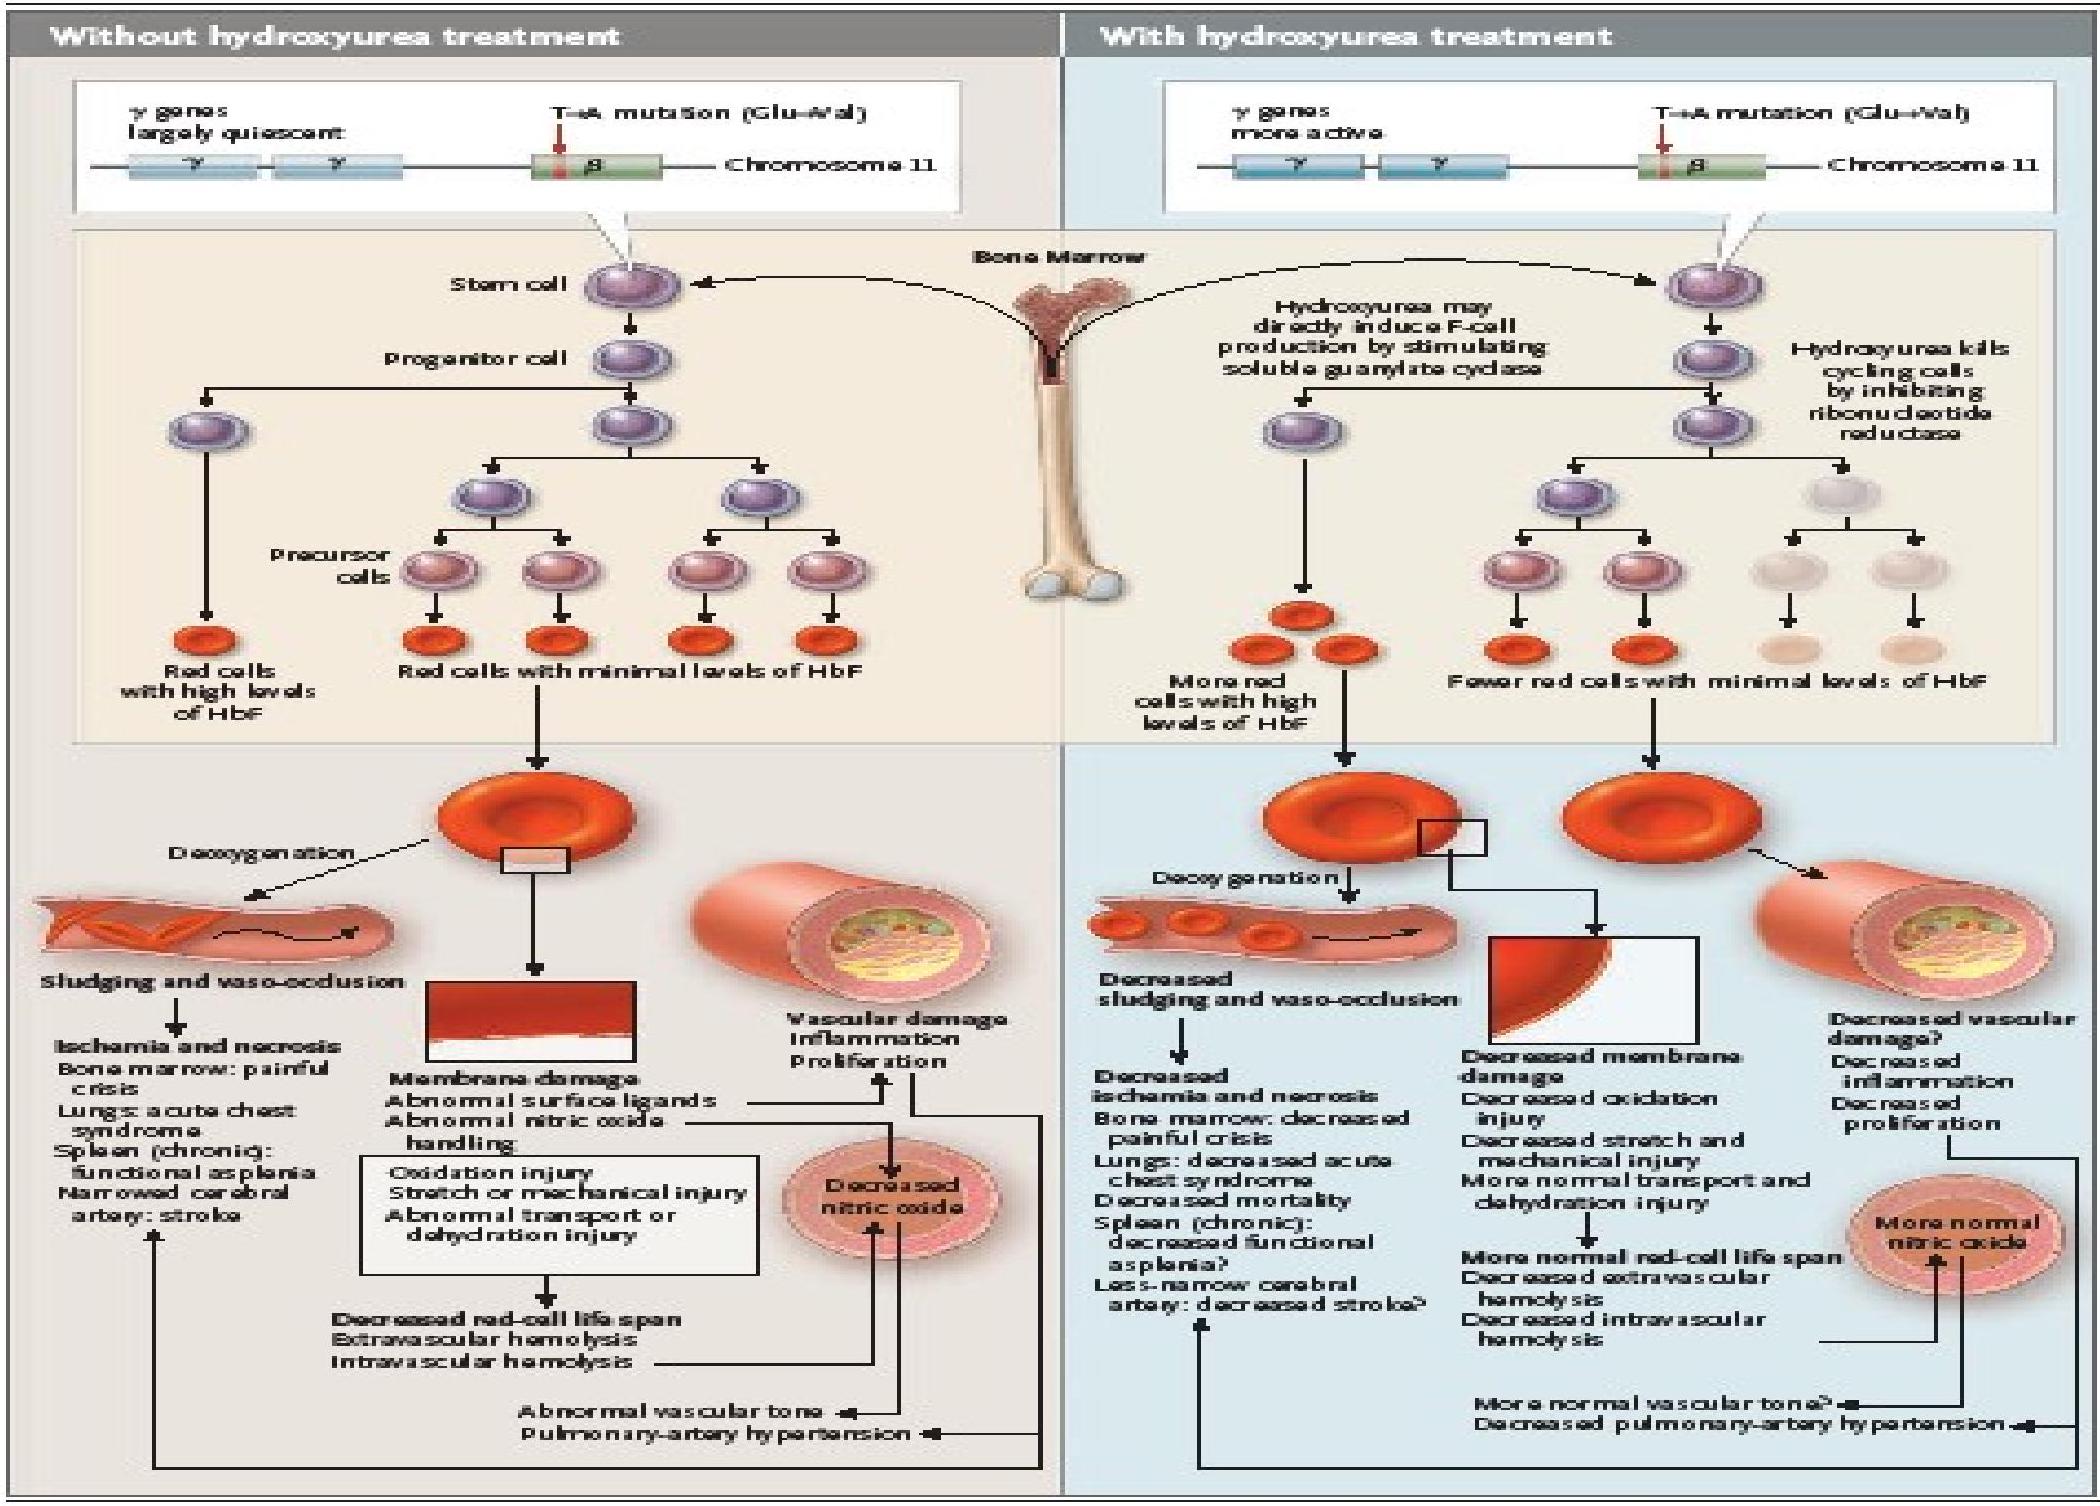 Without hydroxyurea treatment
γ genes
largely quiescent
T→A mutation (Glu→Val)
γ
γ
β
Chromosome 11
Stem cell
Progenitor cell
Precursor
cells
Red cells
with high levels
of HbF
Red cells with minimal levels of HbF
Bone Marrow
Deoxygenation
Sludging and vaso-occlusion
Ischemia and necrosis
Bone marrow: painful
crisis
Lungs: acute chest
syndrome
Spleen (chronic):
functional asplenia
Narrowed cerebral
artery: stroke
Membrane damage
Abnormal surface ligands
Abnormal nitric oxide
handling
Oxidation injury
Stretch or mechanical injury
Abnormal transport or
dehydration injury
Decreased red-cell life span
Extravascular hemolysis
Intravascular hemolysis
Vascular damage
Inflammation
Proliferation
Decreased
nitric oxide
Abnormal vascular tone
Pulmonary-artery hypertension
With hydroxyurea treatment
γ genes
more active
T→A mutation (Glu→Val)
γ
γ
β
Chromosome 11
Hydroxyurea may
directly induce F-cell
production by stimulating
soluble guanylate cyclase
Hydroxyurea kills
cycling cells
by inhibiting
ribonucleotide
reductase
More red
cells with high
levels of HbF
Fewer red cells with minimal levels of HbF
Deoxygenation
Decreased
sludging and vaso-occlusion
Decreased
ischemia and necrosis
Bone marrow: decreased
painful crisis
Lungs: decreased acute
chest syndrome
Decreased mortality
Spleen (chronic):
decreased functional
asplenia?
Less-narrow cerebral
artery: decreased stroke?
Decreased membrane
damage
Decreased oxidation
injury
Decreased stretch and
mechanical injury
More normal transport and
dehydration injury
More normal red-cell life span
Decreased extravascular
hemolysis
Decreased intravascular
hemolysis
Decreased vascular
damage?
Decreased
inflammation
Decreased
proliferation
More normal
nitric oxide
More normal vascular tone?
Decreased pulmonary-artery hypertension